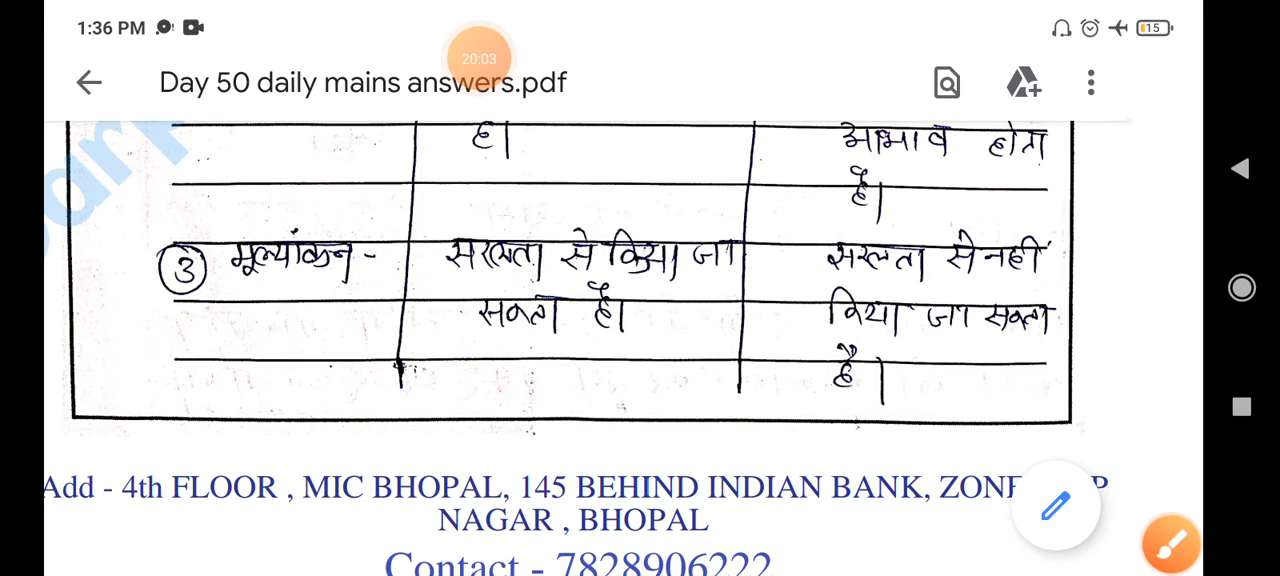 1:36 PM
15
20:03
Day 50 daily mains answers.pdf
है।
आभाव होता
है।
③ मूल्यांकन - सरलता से किया जा सरलता से नही
सकता है। किया जा सकता
है।
Add - 4th FLOOR , MIC BHOPAL, 145 BEHIND INDIAN BANK, ZONE P
NAGAR , BHOPAL
Contact - 7828906222